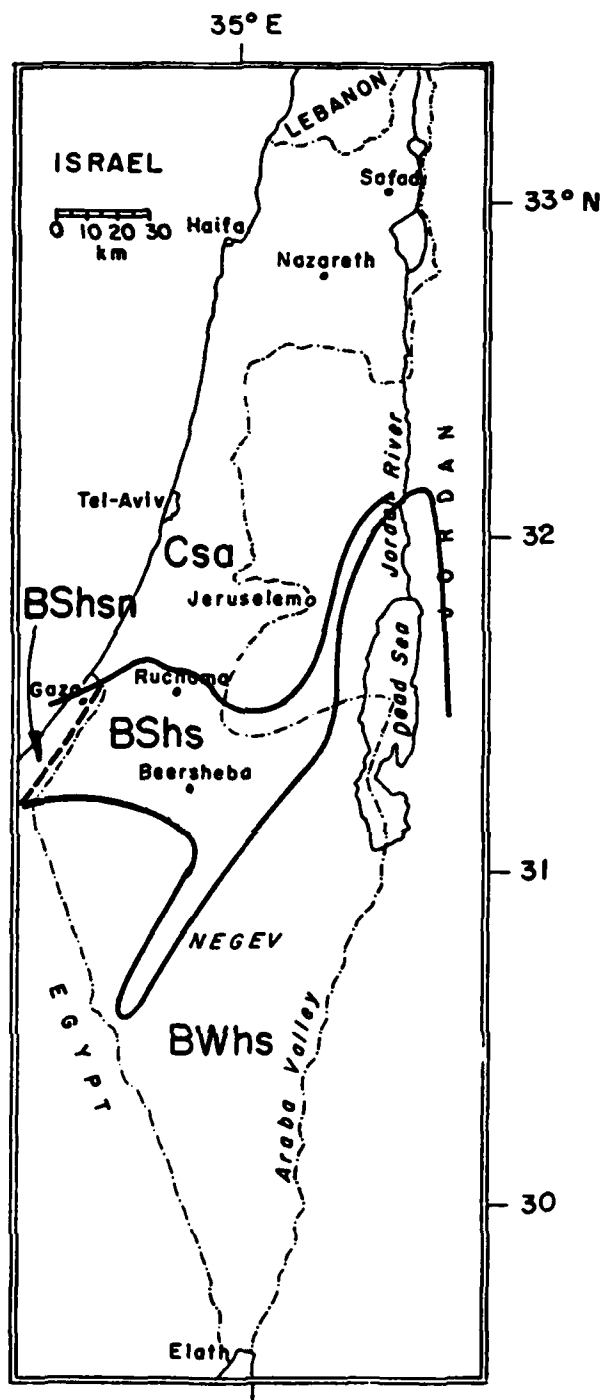 35° E
LEBANON
ISRAEL
Safad
33° N
0 10 20 30
km
Haifa
Nazareth
Jordan River
JORDAN
Tel-Aviv
32
Csa
BShsn
Jeruselem
Dead Sea
Gaza
Ruchama
BShs
Beersheba
31
NEGEV
EGYPT
BWhs
Araba Valley
30
Elath